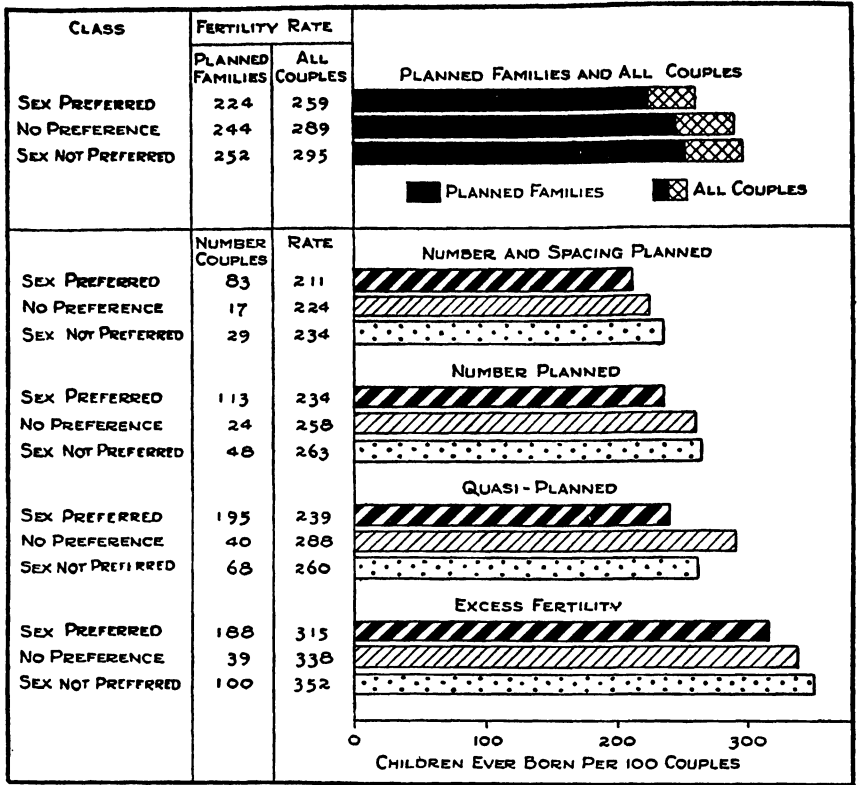 CLASS FERTILITY RATE
PLANNED FAMILIES ALL COUPLES PLANNED FAMILIES AND ALL COUPLES
SEX PREFERRED 224 259
NO PREFERENCE 244 289
SEX NOT PREFERRED 252 295
PLANNED FAMILIES ALL COUPLES
NUMBER COUPLES RATE NUMBER AND SPACING PLANNED
SEX PREFERRED 83 211
NO PREFERENCE 17 224
SEX NOT PREFERRED 29 234
NUMBER PLANNED
SEX PREFERRED 113 234
NO PREFERENCE 24 258
SEX NOT PREFERRED 48 263
QUASI-PLANNED
SEX PREFERRED 195 239
NO PREFERENCE 40 288
SEX NOT PREFERRED 68 260
EXCESS FERTILITY
SEX PREFERRED 188 315
NO PREFERENCE 39 338
SEX NOT PREFERRED 100 352
0 100 200 300
CHILDREN EVER BORN PER 100 COUPLES